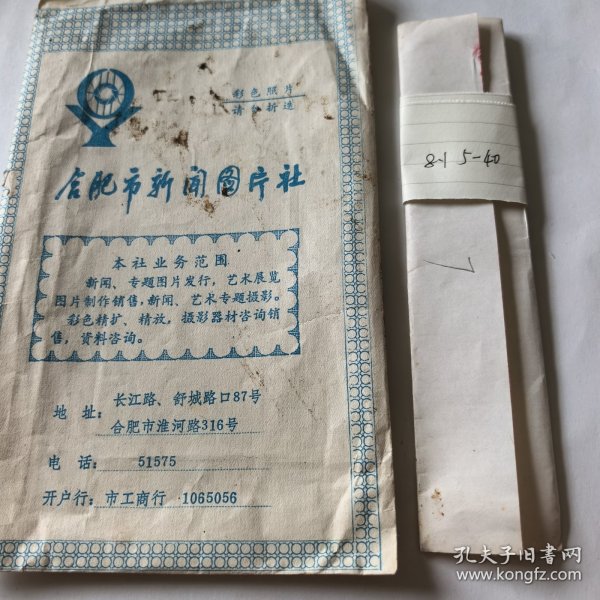 彩色照片
请勿折迭
合肥市新闻图片社
本社业务范围
新闻、专题图片发行，艺术展览
图片制作销售，新闻、艺术专题摄影。
彩色精扩、精放，摄影器材咨询销
售，资料咨询。
地 址：长江路、舒城路口87号
合肥市淮河路316号
电 话：51575
开户行：市工商行 1065056
8-1 5-40
孔夫子旧书网
www.kongfz.com